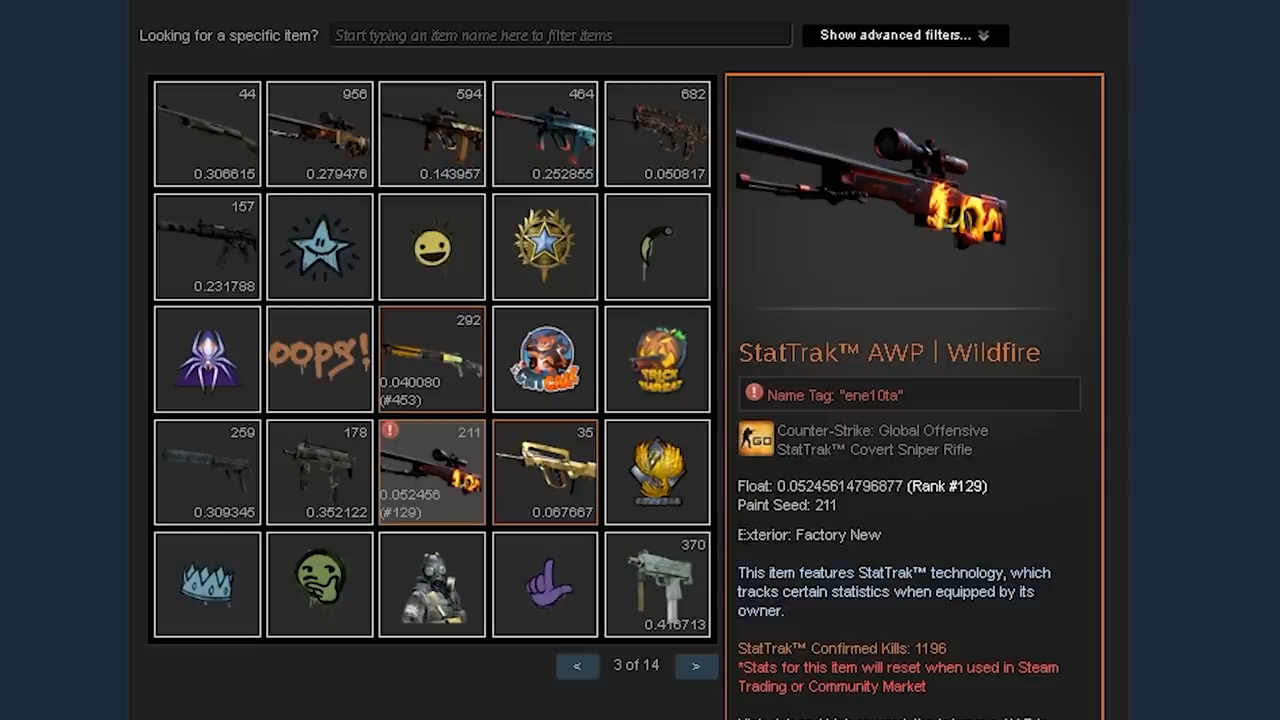 Looking for a specific item?
Start typing an item name here to filter items
Show advanced filters...
44
0.306615
956
0.279476
594
0.143957
464
0.252855
682
0.050817
157
0.231788
oops!
292
0.040080
(#453)
TRICK
OR
THREAT
259
0.309345
178
0.352122
211
0.052456
(#129)
35
0.067667
370
0.416713
<
3 of 14
>
StatTrak™ AWP | Wildfire
Name Tag: "ene10ta"
GO
Counter-Strike: Global Offensive
StatTrak™ Covert Sniper Rifle
Float: 0.05245614796877 (Rank #129)
Paint Seed: 211
Exterior: Factory New
This item features StatTrak™ technology, which
tracks certain statistics when equipped by its
owner.
StatTrak™ Confirmed Kills: 1196
*Stats for this item will reset when used in Steam
Trading or Community Market